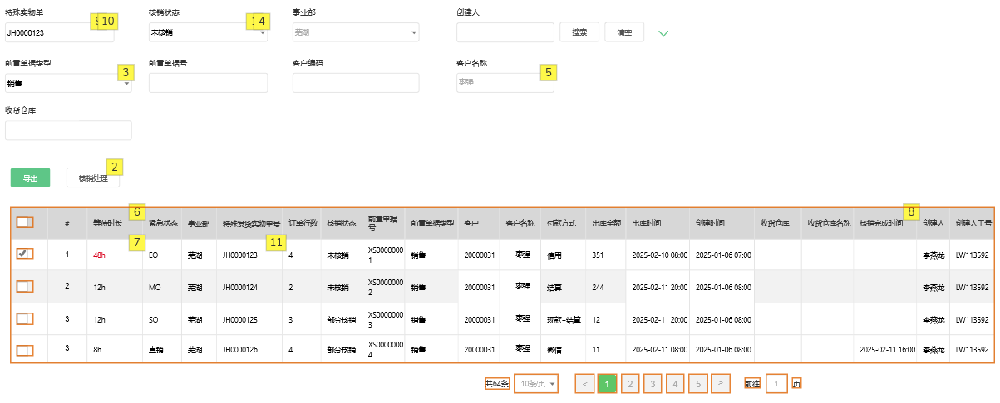 特殊实物单 核销状态 事业部 创建人
10 4
JH0000123 未核销 芜湖 搜索 清空
前置单据类型 前置单据号 客户编码 客户名称
3 5
销售 枣强
收货仓库
2
导出 核销处理
6 8
# 等待时长 紧急状态 事业部 特殊发货实物单号 订单行数 核销状态 前置单据号 前置单据类型 客户 客户名称 付款方式 出库金额 出库时间 创建时间 收货仓库 收货仓库名称 核销完成时间 创建人 创建人工号
7 11
1 48h EO 芜湖 JH0000123 4 未核销 XS00000001 销售 20000031 枣强 信用 351 2025-02-10 08:00 2025-01-06 07:00 李燕龙 LW113592
2 12h MO 芜湖 JH0000124 2 未核销 XS00000002 销售 20000031 枣强 结算 244 2025-02-11 20:00 2025-01-06 08:00 李燕龙 LW113592
3 12h SO 芜湖 JH0000125 3 部分核销 XS00000003 销售 20000031 枣强 现款+结算 12 2025-02-11 20:00 2025-01-06 08:00 李燕龙 LW113592
3 8h 直销 芜湖 JH0000126 4 部分核销 XS00000004 销售 20000031 枣强 微信 11 2025-02-11 08:00 2025-01-06 08:00 2025-02-11 16:00 李燕龙 LW113592
共64条 10条/页 < 1 2 3 4 5 > 前往 1 页